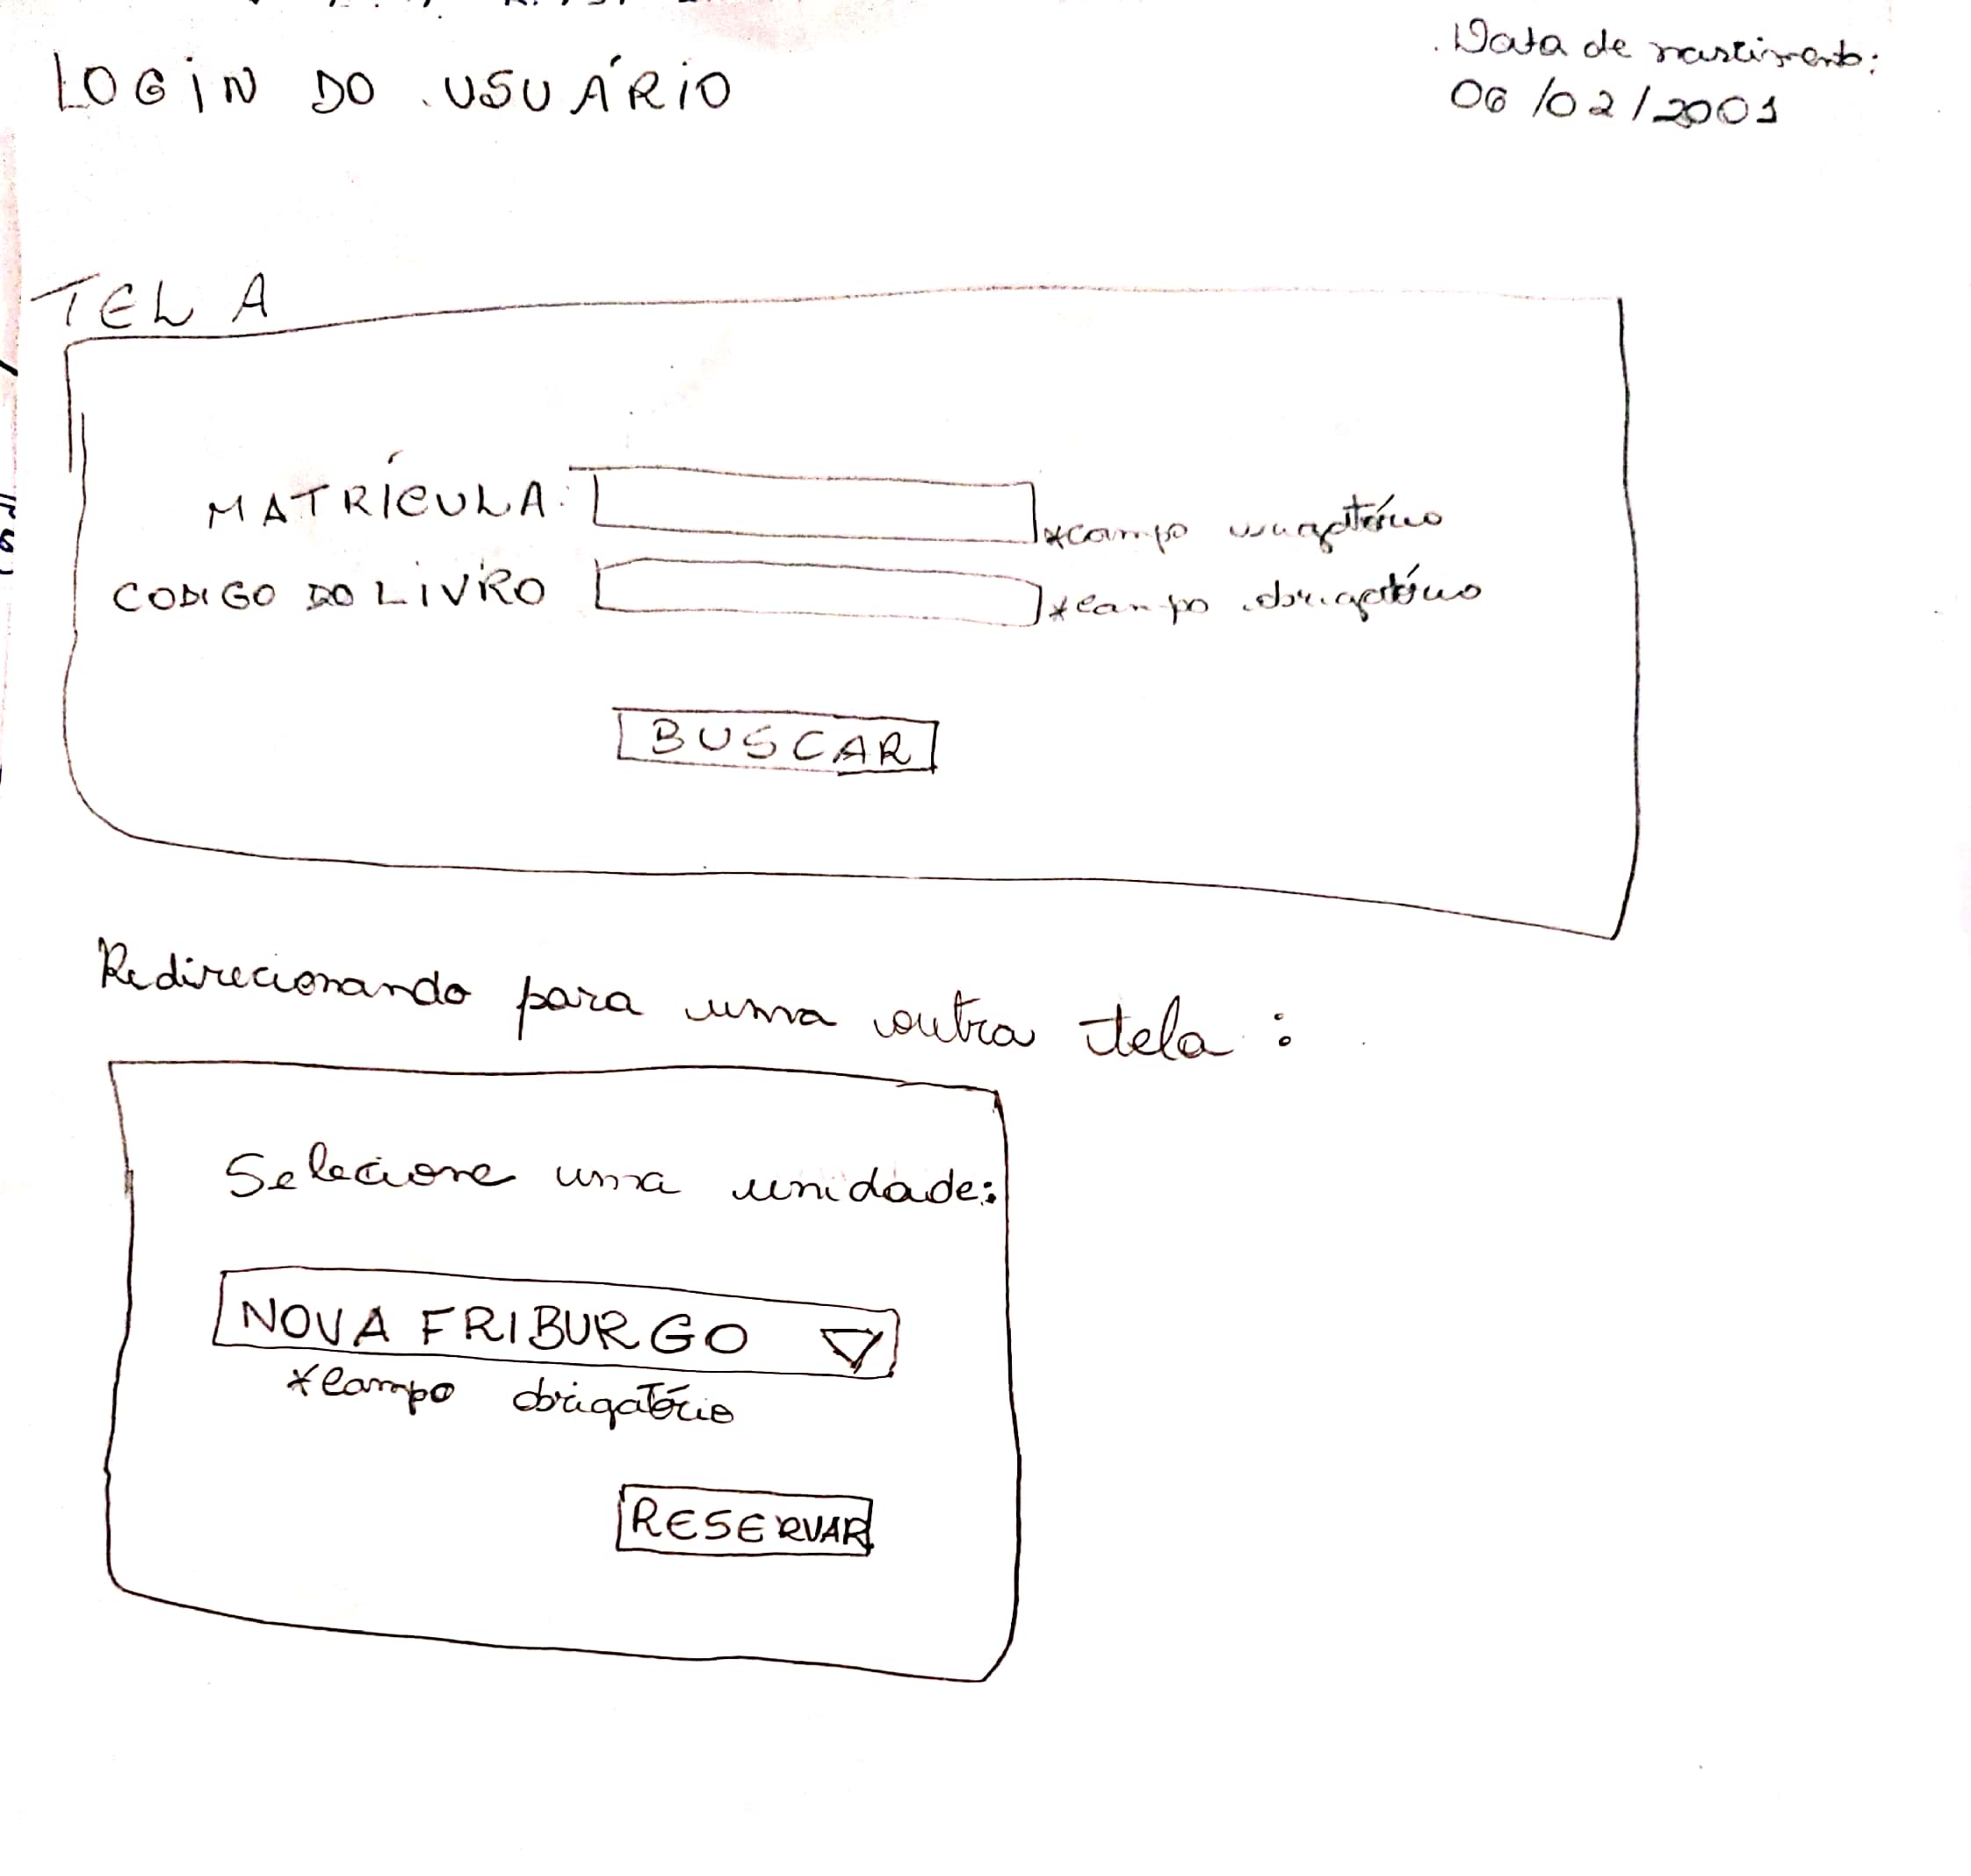 LOGIN DO USUÁRIO
Data de nascimento:
06/02/2001
TELA
MATRÍCULA:
*campo
CODIGO DO LIVRO
*campo obrigatório
BUSCAR
Redirecionando para uma outra tela:
Selecione uma unidade:
NOVA FRIBURGO
*campo obrigatório
RESERVAR